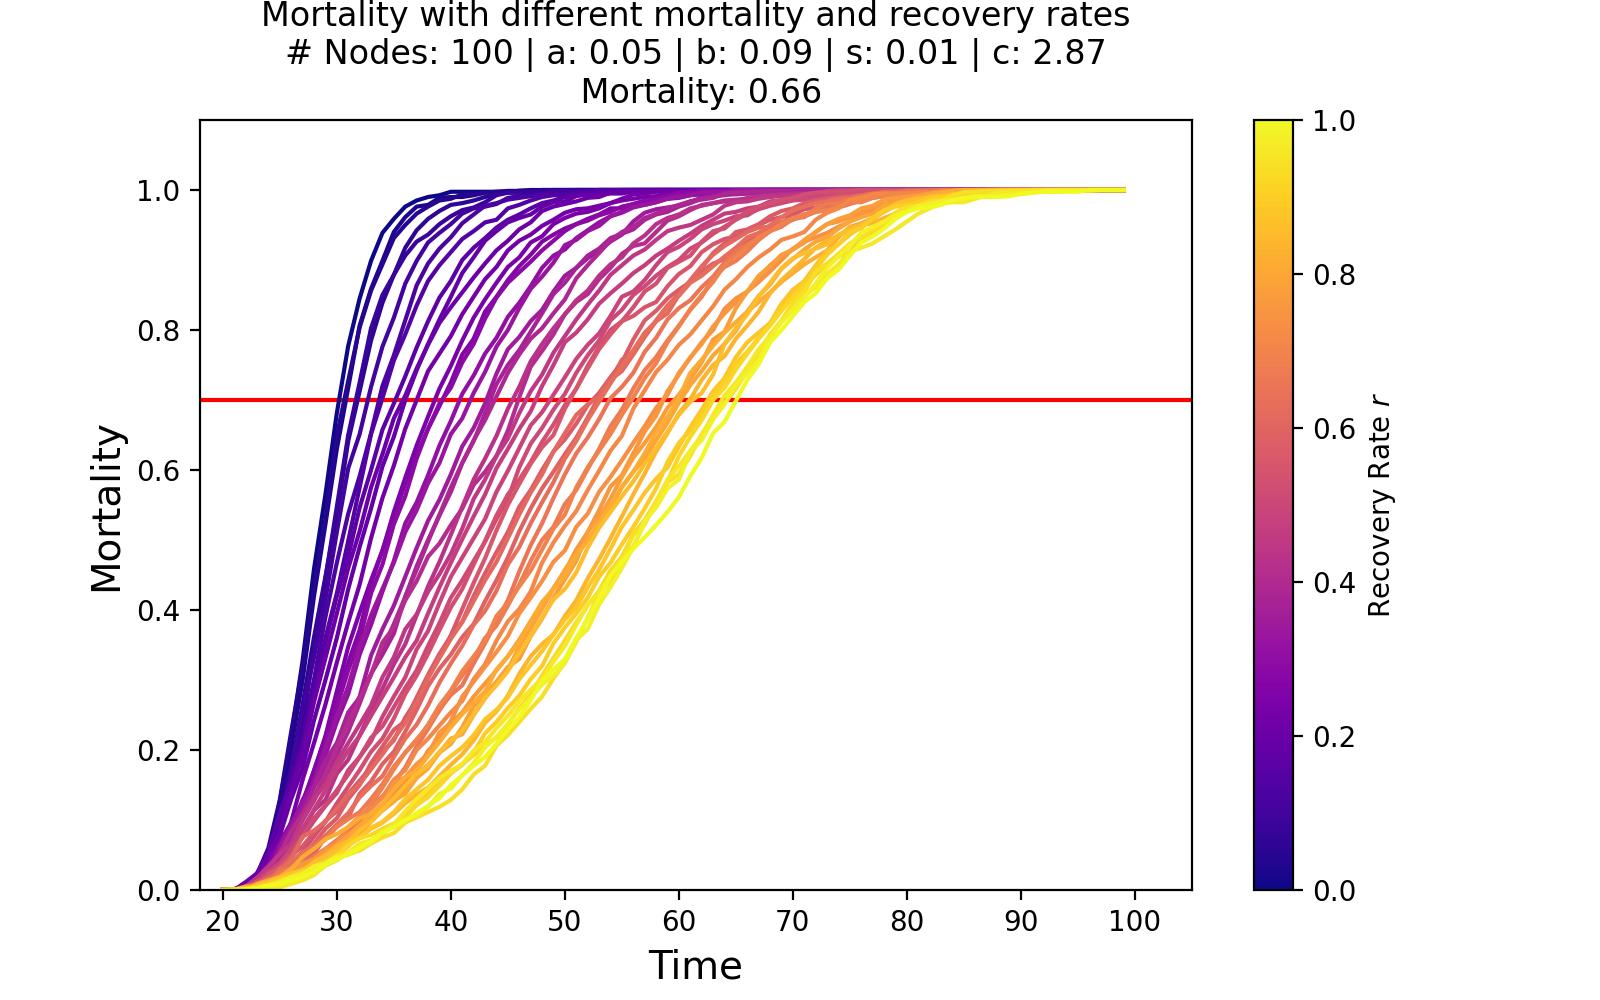 Mortality with different mortality and recovery rates
# Nodes: 100 | a: 0.05 | b: 0.09 | s: 0.01 | c: 2.87
Mortality: 0.66
Mortality
1.0
0.8
0.6
0.4
0.2
0.0
20 30 40 50 60 70 80 90 100
Time
1.0
0.8
0.6
0.4
0.2
0.0
Recovery Rate r